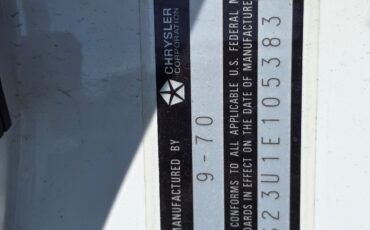 MANUFACTURED BY CHRYSLER CORPORATION
9-70
CONFORMS TO ALL APPLICABLE U.S. FEDERAL
IN EFFECT ON THE DATE OF MANUFACTURE
23U1E105383